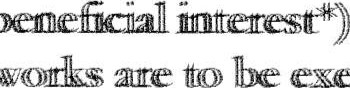 beneficial interest*)
works are to be exe